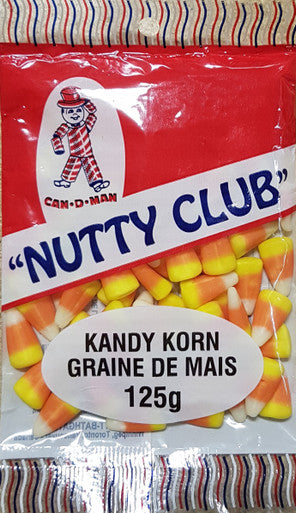 CAN-D-MAN
"NUTTY CLUB"
KANDY KORN
GRAINE DE MAIS
125g